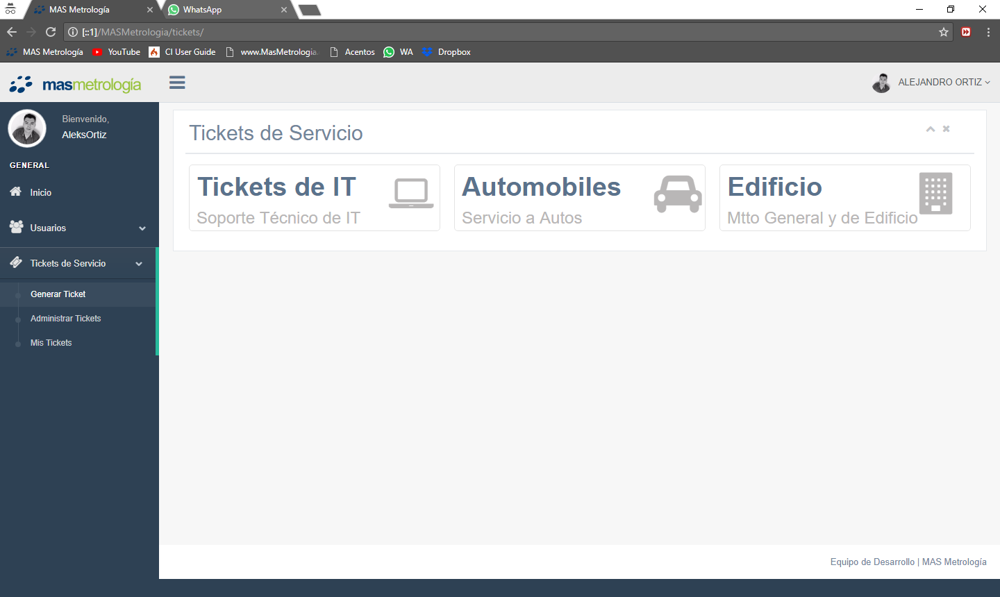 MAS Metrología
WhatsApp
[::1]/MASMetrologia/tickets/
MAS Metrología
YouTube
CI User Guide
www.MasMetrologia.
Acentos
WA
Dropbox
masmetrología
ALEJANDRO ORTIZ
Bienvenido,
AleksOrtiz
GENERAL
Inicio
Usuarios
Tickets de Servicio
Generar Ticket
Administrar Tickets
Mis Tickets
Tickets de Servicio
Tickets de IT
Soporte Técnico de IT
Automobiles
Servicio a Autos
Edificio
Mtto General y de Edificio
Equipo de Desarrollo | MAS Metrología